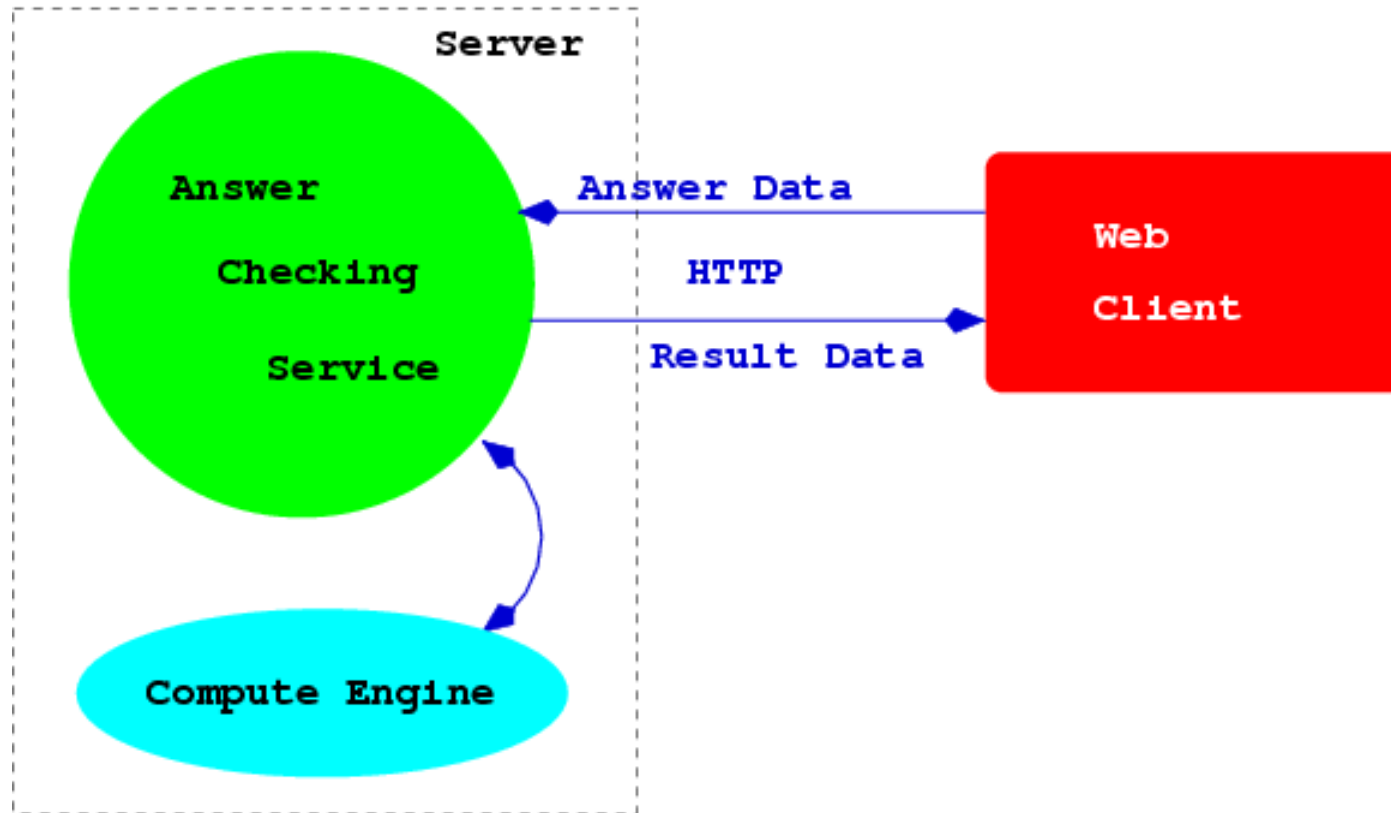 Server
Answer
Checking
Service
Answer Data
HTTP
Result Data
Web
Client
Compute Engine